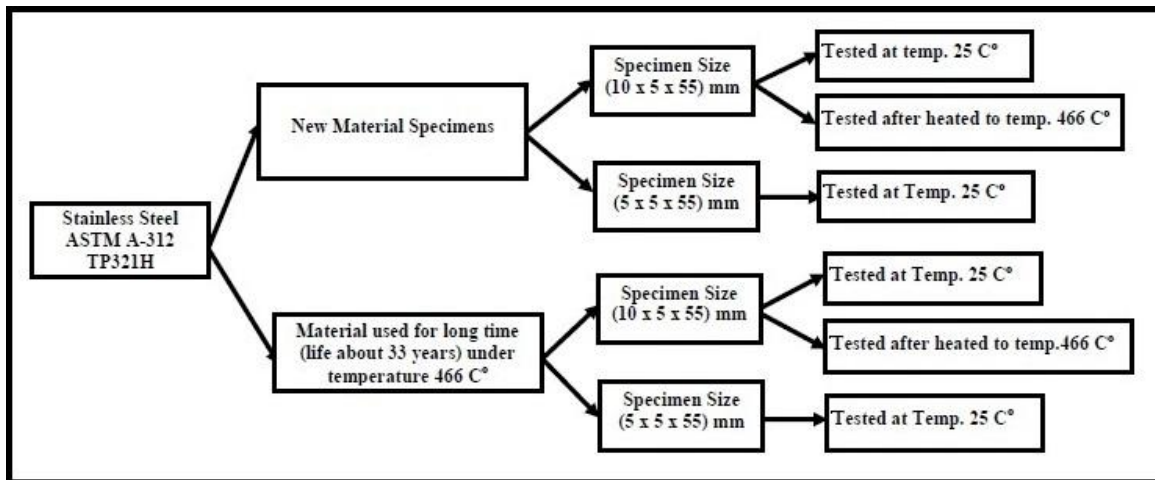 Stainless Steel
ASTM A-312
TP321H
New Material Specimens
Specimen Size
(10 x 5 x 55) mm
Tested at temp. 25 C°
Tested after heated to temp. 466 C°
Specimen Size
(5 x 5 x 55) mm
Tested at Temp. 25 C°
Material used for long time
(life about 33 years) under
temperature 466 C°
Specimen Size
(10 x 5 x 55) mm
Tested at Temp. 25 C°
Tested after heated to temp.466 C°
Specimen Size
(5 x 5 x 55) mm
Tested at Temp. 25 C°